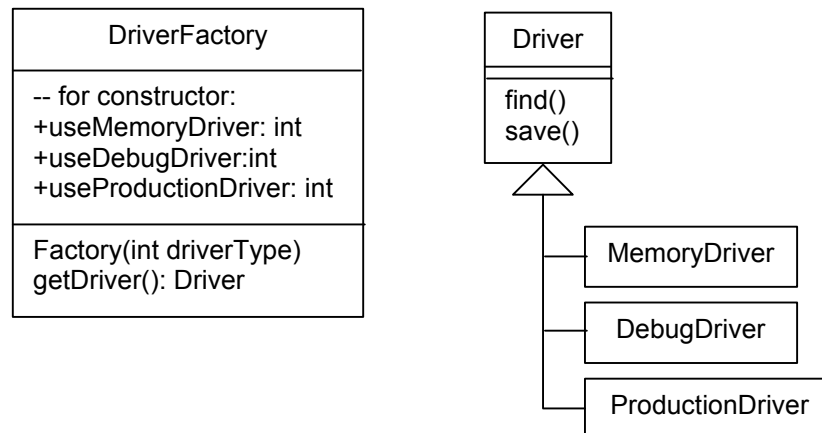 DriverFactory
-- for constructor:
+useMemoryDriver: int
+useDebugDriver:int
+useProductionDriver: int
Factory(int driverType)
getDriver(): Driver
Driver
find()
save()
MemoryDriver
DebugDriver
ProductionDriver